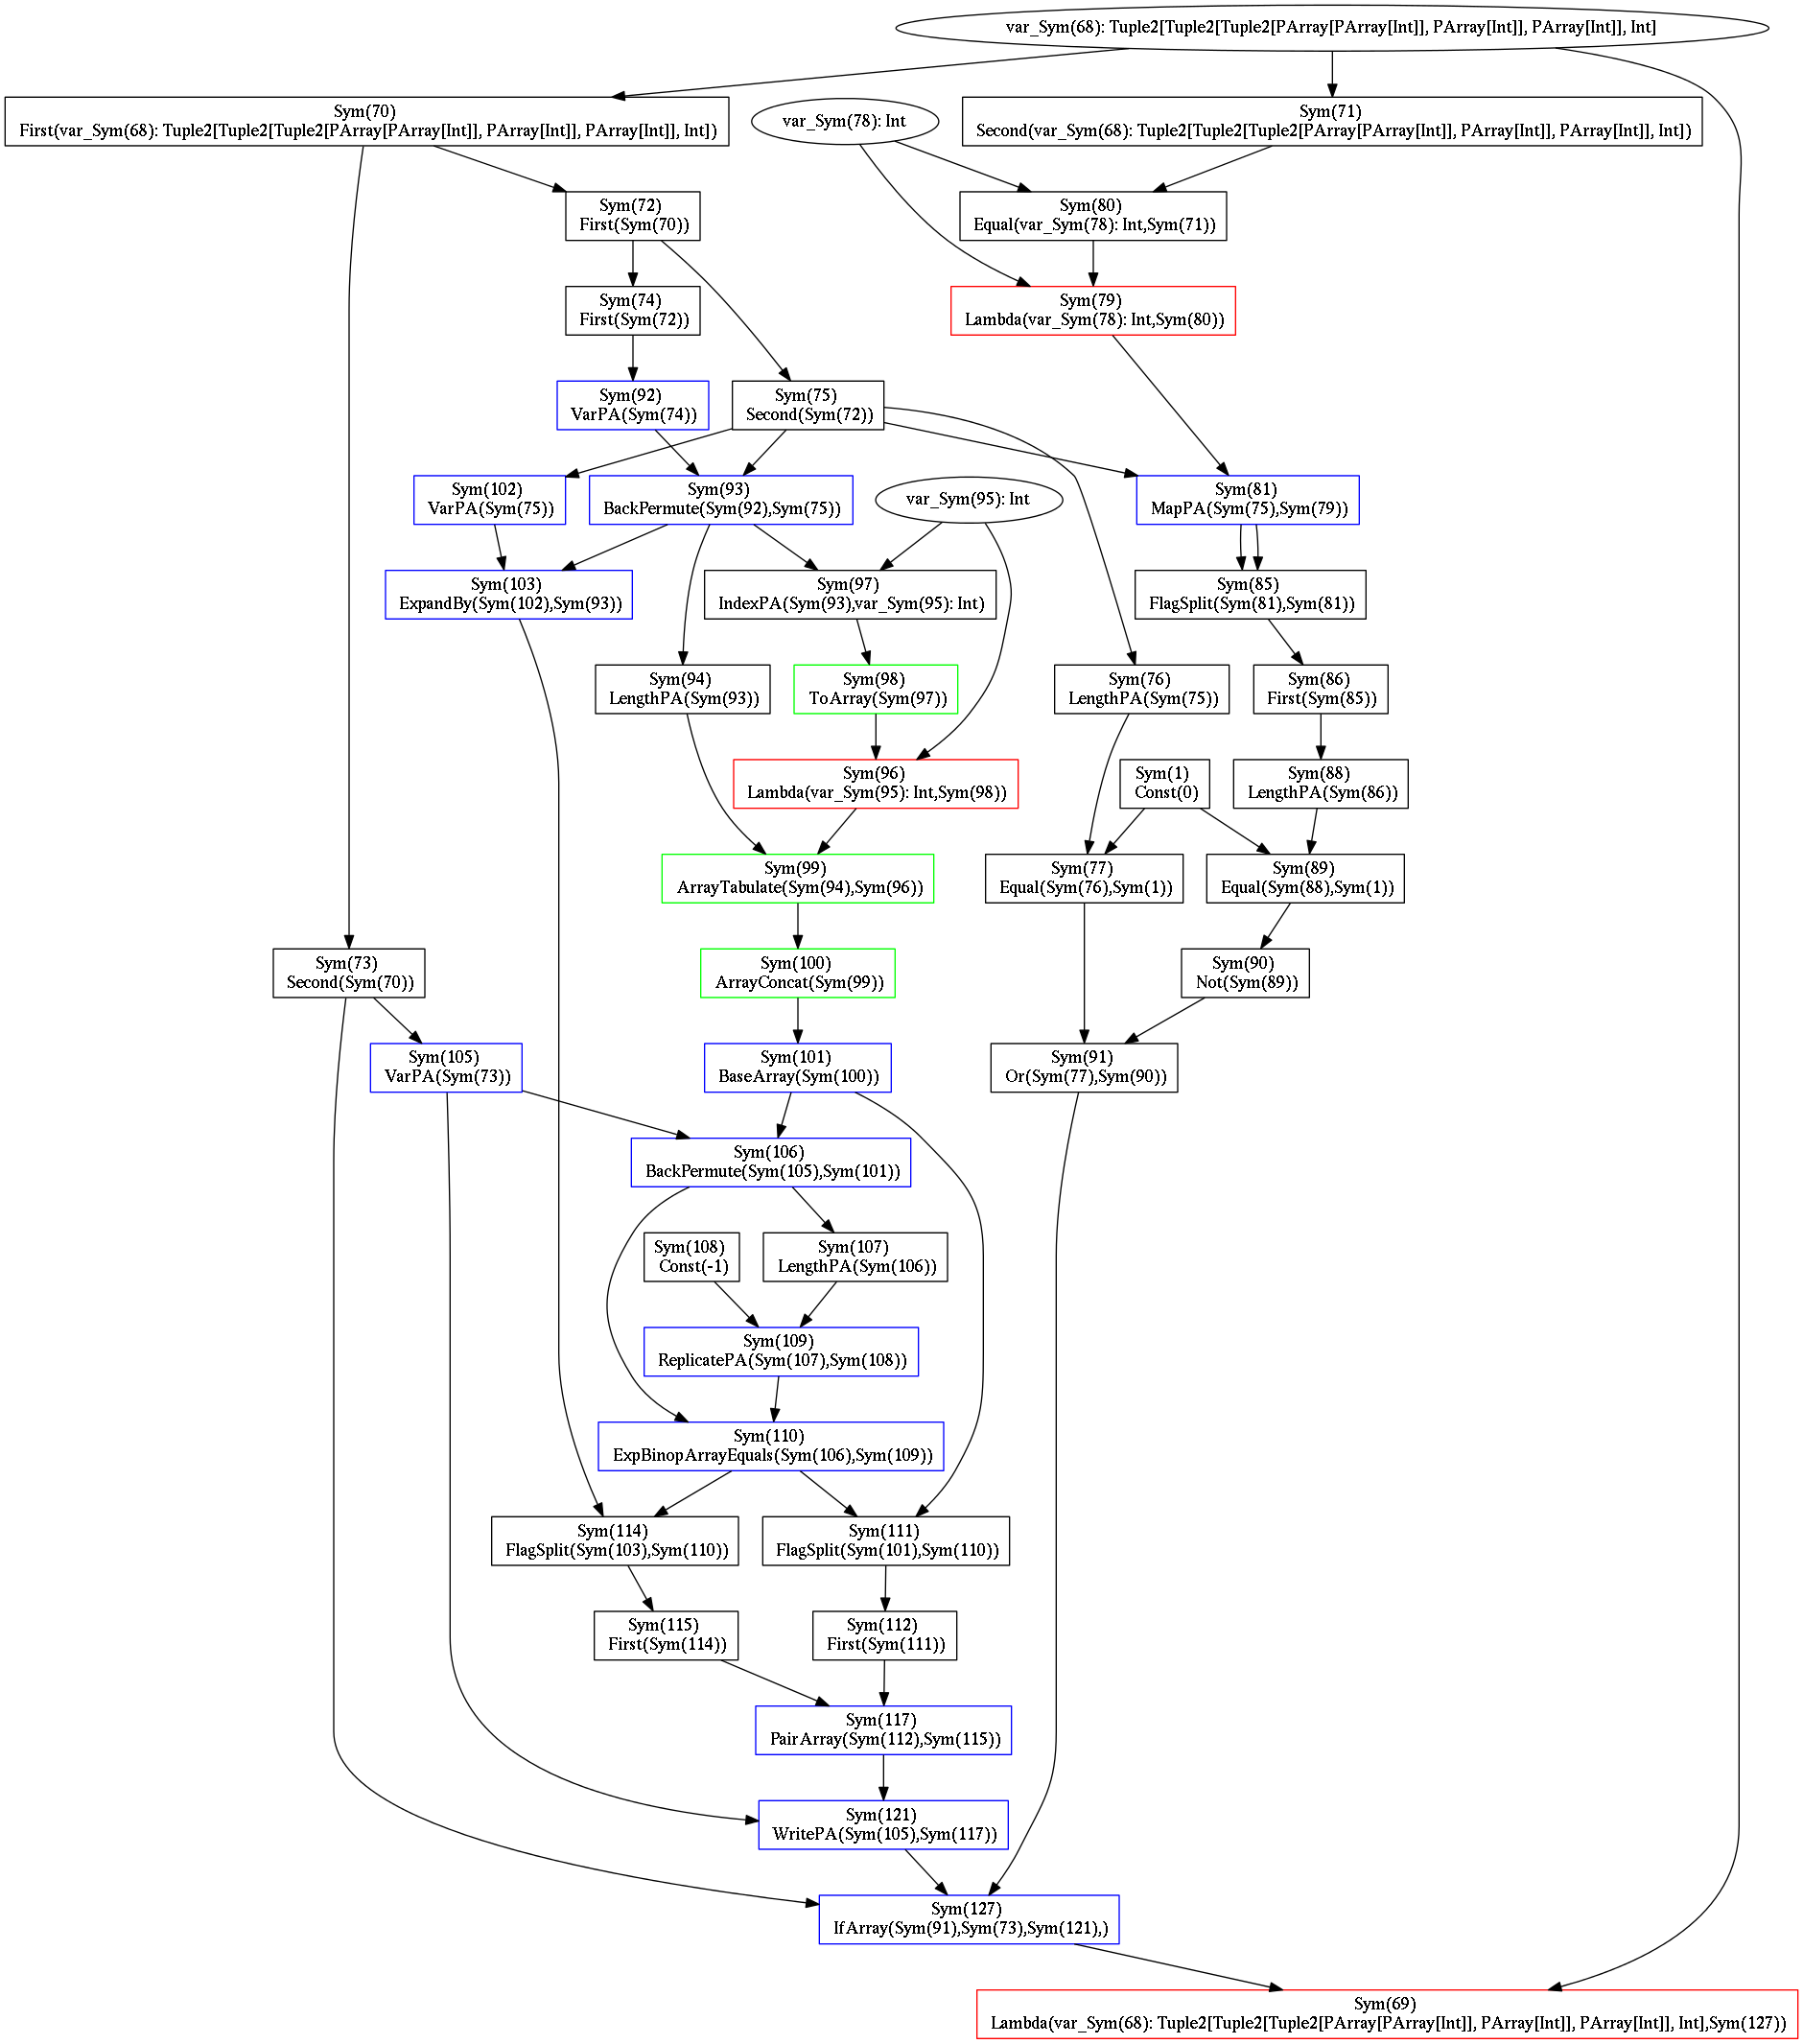 var_Sym(68): Tuple2[Tuple2[Tuple2[PArray[PArray[Int]], PArray[Int]], PArray[Int]], Int]
Sym(70)
First(var_Sym(68): Tuple2[Tuple2[Tuple2[PArray[PArray[Int]], PArray[Int]], PArray[Int]], Int])
var_Sym(78): Int
Sym(71)
Second(var_Sym(68): Tuple2[Tuple2[Tuple2[PArray[PArray[Int]], PArray[Int]], PArray[Int]], Int])
Sym(72)
First(Sym(70))
Sym(80)
Equal(var_Sym(78): Int,Sym(71))
Sym(74)
First(Sym(72))
Sym(79)
Lambda(var_Sym(78): Int,Sym(80))
Sym(92)
VarPA(Sym(74))
Sym(75)
Second(Sym(72))
Sym(102)
VarPA(Sym(75))
Sym(93)
BackPermute(Sym(92),Sym(75))
var_Sym(95): Int
Sym(81)
MapPA(Sym(75),Sym(79))
Sym(103)
ExpandBy(Sym(102),Sym(93))
Sym(97)
IndexPA(Sym(93),var_Sym(95): Int)
Sym(85)
FlagSplit(Sym(81),Sym(81))
Sym(94)
LengthPA(Sym(93))
Sym(98)
ToArray(Sym(97))
Sym(76)
LengthPA(Sym(75))
Sym(86)
First(Sym(85))
Sym(96)
Lambda(var_Sym(95): Int,Sym(98))
Sym(1)
Const(0)
Sym(88)
LengthPA(Sym(86))
Sym(99)
ArrayTabulate(Sym(94),Sym(96))
Sym(77)
Equal(Sym(76),Sym(1))
Sym(89)
Equal(Sym(88),Sym(1))
Sym(73)
Second(Sym(70))
Sym(100)
ArrayConcat(Sym(99))
Sym(90)
Not(Sym(89))
Sym(105)
VarPA(Sym(73))
Sym(101)
BaseArray(Sym(100))
Sym(91)
Or(Sym(77),Sym(90))
Sym(106)
BackPermute(Sym(105),Sym(101))
Sym(108)
Const(-1)
Sym(107)
LengthPA(Sym(106))
Sym(109)
ReplicatePA(Sym(107),Sym(108))
Sym(110)
ExpBinopArrayEquals(Sym(106),Sym(109))
Sym(114)
FlagSplit(Sym(103),Sym(110))
Sym(111)
FlagSplit(Sym(101),Sym(110))
Sym(115)
First(Sym(114))
Sym(112)
First(Sym(111))
Sym(117)
PairArray(Sym(112),Sym(115))
Sym(121)
WritePA(Sym(105),Sym(117))
Sym(127)
IfArray(Sym(91),Sym(73),Sym(121),)
Sym(69)
Lambda(var_Sym(68): Tuple2[Tuple2[Tuple2[PArray[PArray[Int]], PArray[Int]], PArray[Int]], Int],Sym(127))